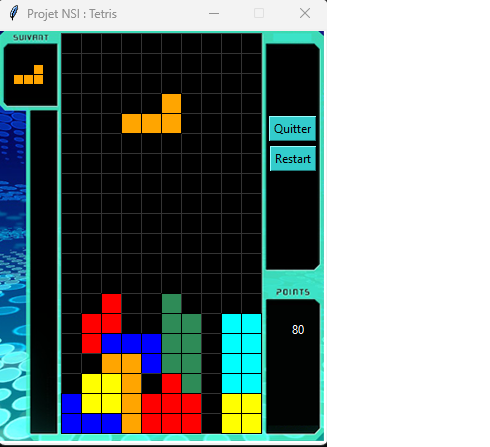 Projet NSI : Tetris
SUIVANT
Quitter
Restart
POINTS
80